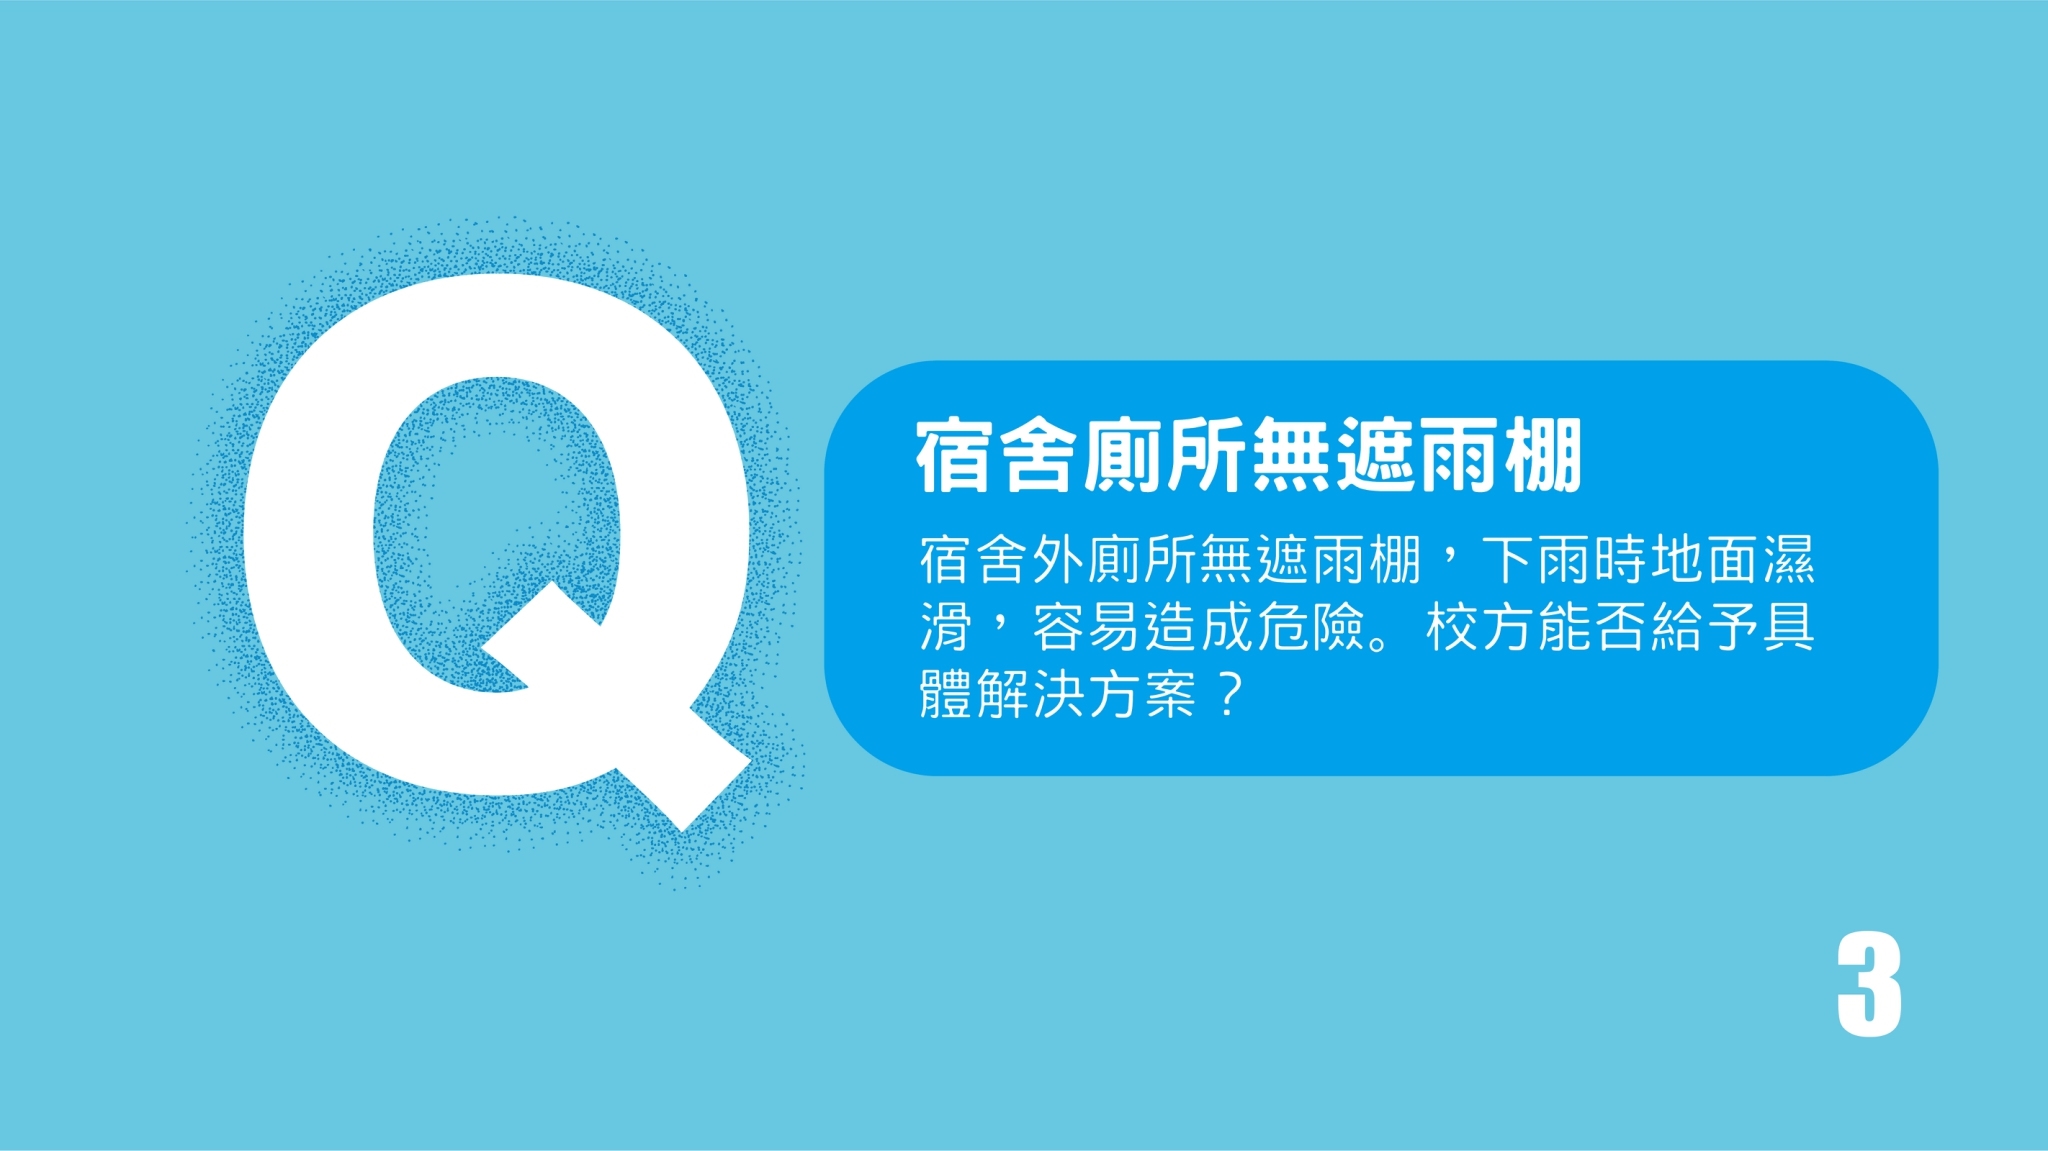 Q
宿舍廁所無遮雨棚
宿舍外廁所無遮雨棚，下雨時地面濕
滑，容易造成危險。校方能否給予具
體解決方案？
3